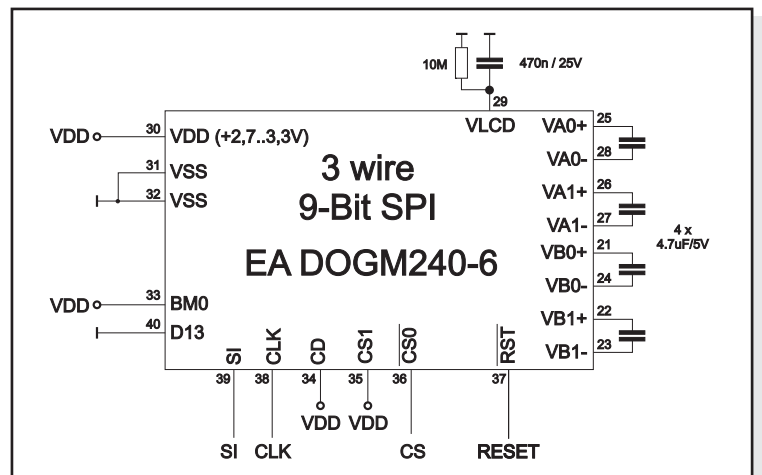 10M
470n / 25V
29
VLCD
VDD
30
VDD (+2,7..3,3V)
31
VSS
32
VSS
3 wire
9-Bit SPI
EA DOGM240-6
VA0+
25
VA0-
28
VA1+
26
VA1-
27
VB0+
21
VB0-
24
VB1+
22
VB1-
23
4 x
4.7uF/5V
VDD
33
BM0
40
D13
SI
CLK
CD
CS1
CS0
RST
39
38
34
35
36
37
VDD
VDD
SI
CLK
CS
RESET